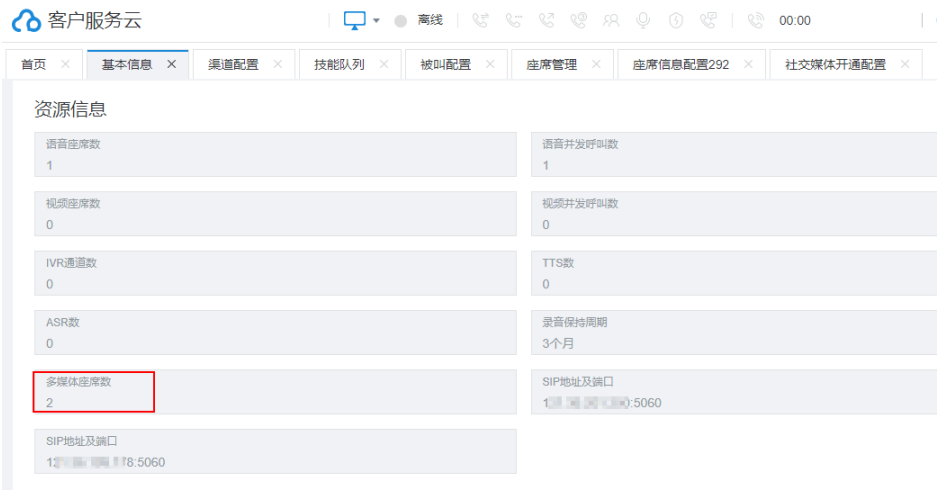 客户服务云
离线
00:00
首页 基本信息 渠道配置 技能队列 被叫配置 座席管理 座席信息配置292 社交媒体开通配置
资源信息
语音座席数 语音并发呼叫数
1 1
视频座席数 视频并发呼叫数
0 0
IVR通道数 TTS数
0 0
ASR数 录音保持周期
0 3个月
多媒体座席数 SIP地址及端口
2 :5060
SIP地址及端口
8:5060